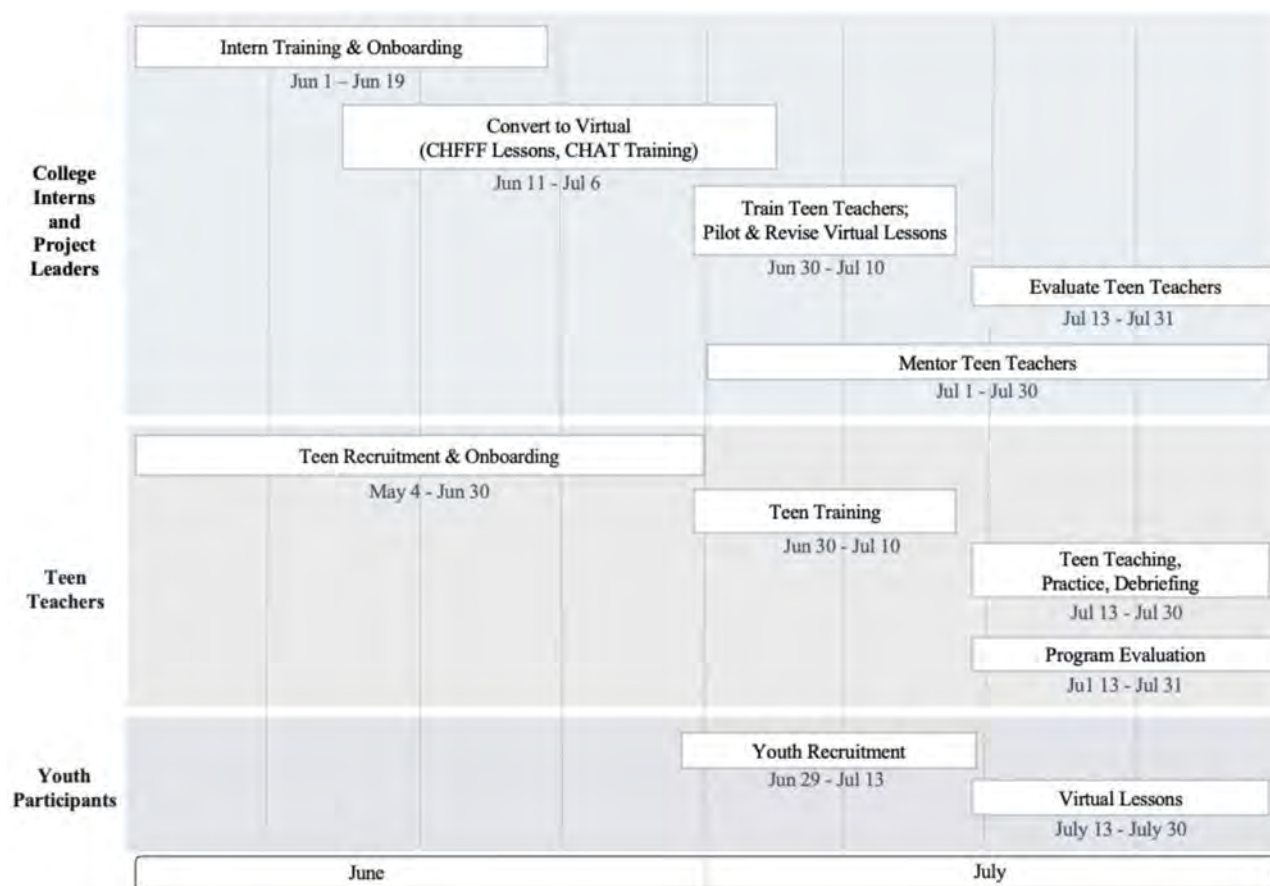 College
Interns
and
Project
Leaders
Intern Training & Onboarding
Jun 1 – Jun 19
Convert to Virtual
(CHFFF Lessons, CHAT Training)
Jun 11 - Jul 6
Train Teen Teachers;
Pilot & Revise Virtual Lessons
Jun 30 - Jul 10
Evaluate Teen Teachers
Jul 13 - Jul 31
Mentor Teen Teachers
Jul 1 - Jul 30
Teen
Teachers
Teen Recruitment & Onboarding
May 4 - Jun 30
Teen Training
Jun 30 - Jul 10
Teen Teaching,
Practice, Debriefing
Jul 13 - Jul 30
Program Evaluation
Ju1 13 - Jul 31
Youth
Participants
Youth Recruitment
Jun 29 - Jul 13
Virtual Lessons
July 13 - July 30
June
July